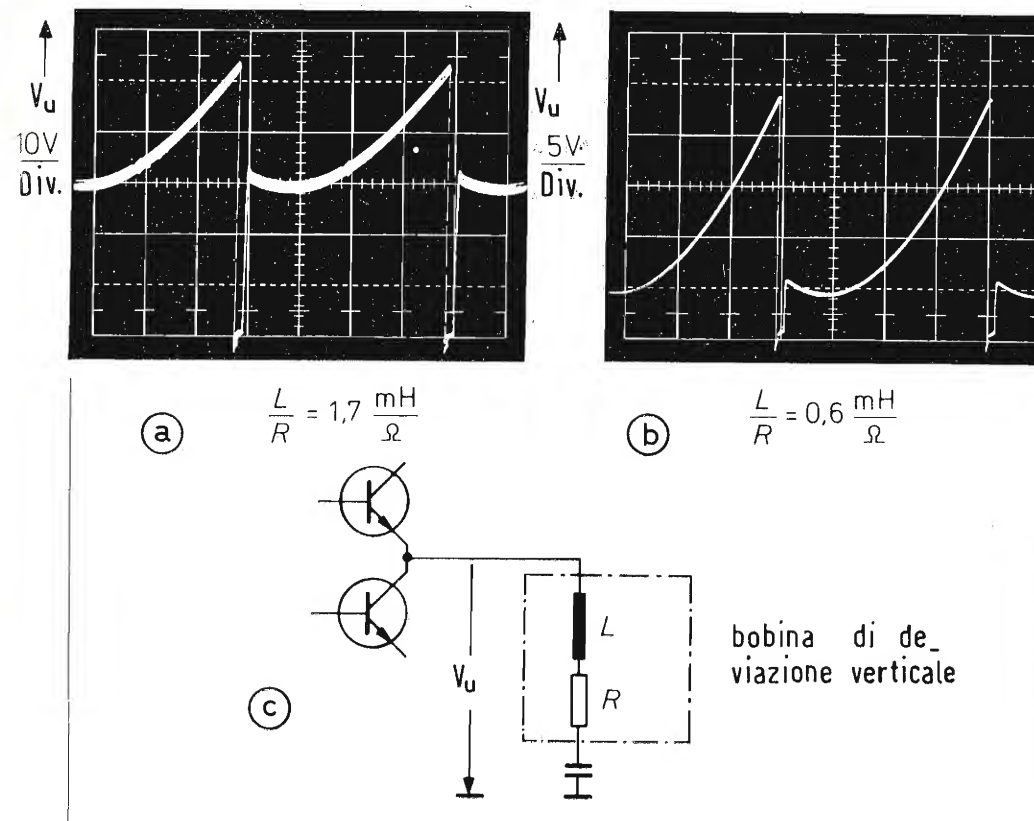 Vu
10V
Div.
Vu
5V
Div.
a
L/R = 1,7 mH/Ω
b
L/R = 0,6 mH/Ω
L
R
Vu
c
bobina di de_
viazione verticale